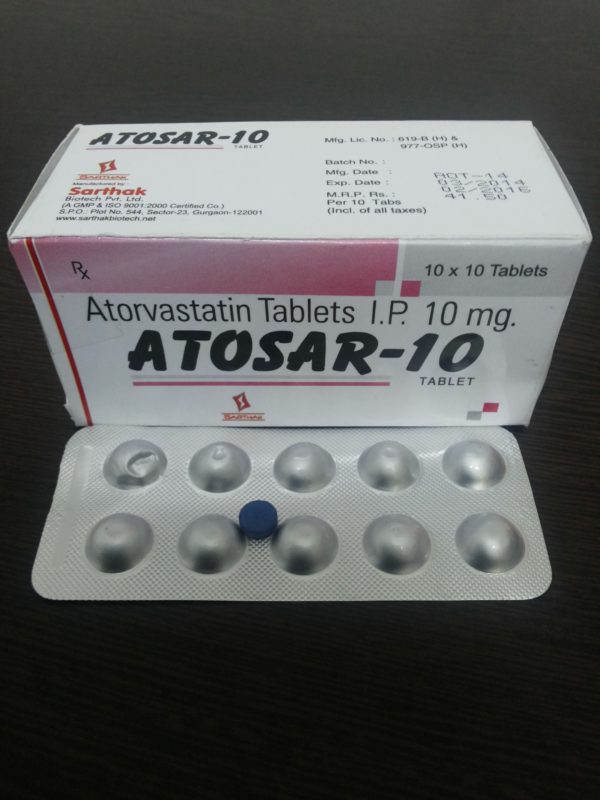 ATOSAR-10
TABLET
SARTHAK
Manufactured by :
Sarthak
Biotech Pvt. Ltd.
(A GMP & ISO 9001:2000 Certified Co.)
S.P.O.: Plot No. 544, Sector-23, Gurgaon-122001
www.sarthakbiotech.net
Mfg. Lic. No. : 619-B (H) &
977-OSP (H)
Batch No. : ROT-14
Mfg. Date : 03/2014
Exp. Date : 02/2016
M.R.P. Rs. : 41.50
Per 10 Tabs
(Incl. of all taxes)
Rx
10 x 10 Tablets
Atorvastatin Tablets I.P. 10 mg.
ATOSAR-10
TABLET
SARTHAK